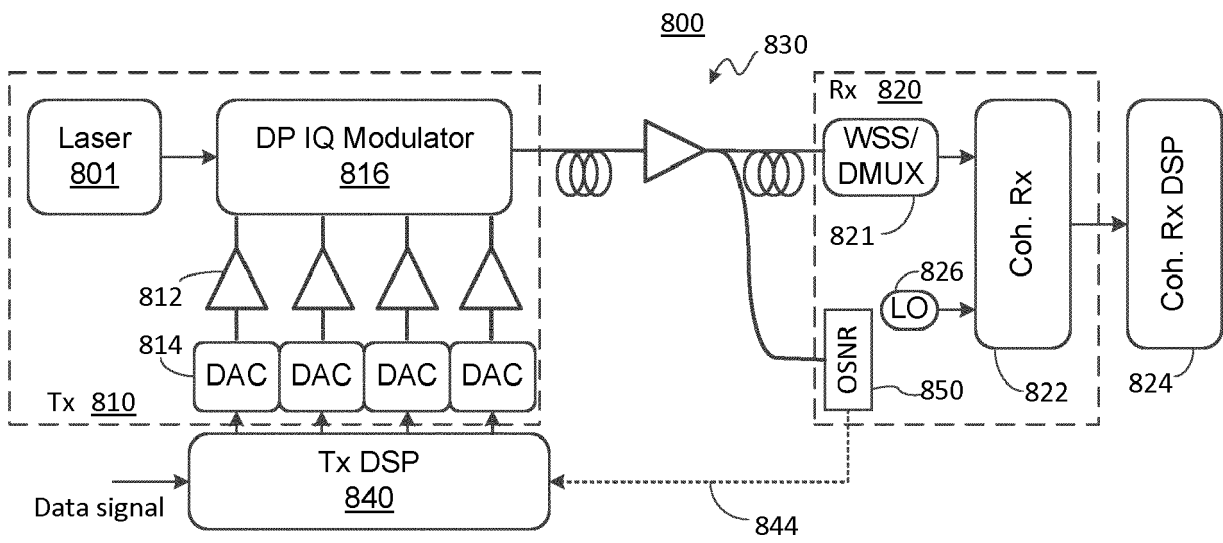 800
830
Laser
801
DP IQ Modulator
816
Rx 820
WSS/
DMUX
821
Coh. Rx
Coh. Rx DSP
812
826
LO
814
DAC DAC DAC DAC
OSNR
850
822
824
Tx 810
Tx DSP
840
Data signal
844